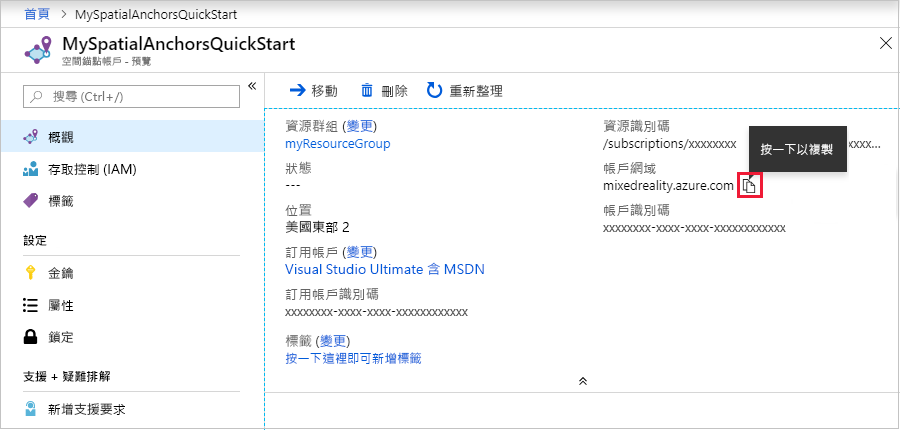 首頁 > MySpatialAnchorsQuickStart
MySpatialAnchorsQuickStart
空間錨點帳戶 - 預覽
搜尋 (Ctrl+/)
概觀
存取控制 (IAM)
標籤
設定
金鑰
屬性
鎖定
支援 + 疑難排解
新增支援要求
移動
刪除
重新整理
資源群組 (變更)
myResourceGroup
狀態
---
位置
美國東部 2
訂用帳戶 (變更)
Visual Studio Ultimate 含 MSDN
訂用帳戶識別碼
xxxxxxxx-xxxx-xxxx-xxxxxxxxxxxx
標籤 (變更)
按一下這裡即可新增標籤
資源識別碼
/subscriptions/xxxxxxxx
xxxx...
按一下以複製
帳戶網域
mixedreality.azure.com
帳戶識別碼
xxxxxxxx-xxxx-xxxx-xxxxxxxxxxxx